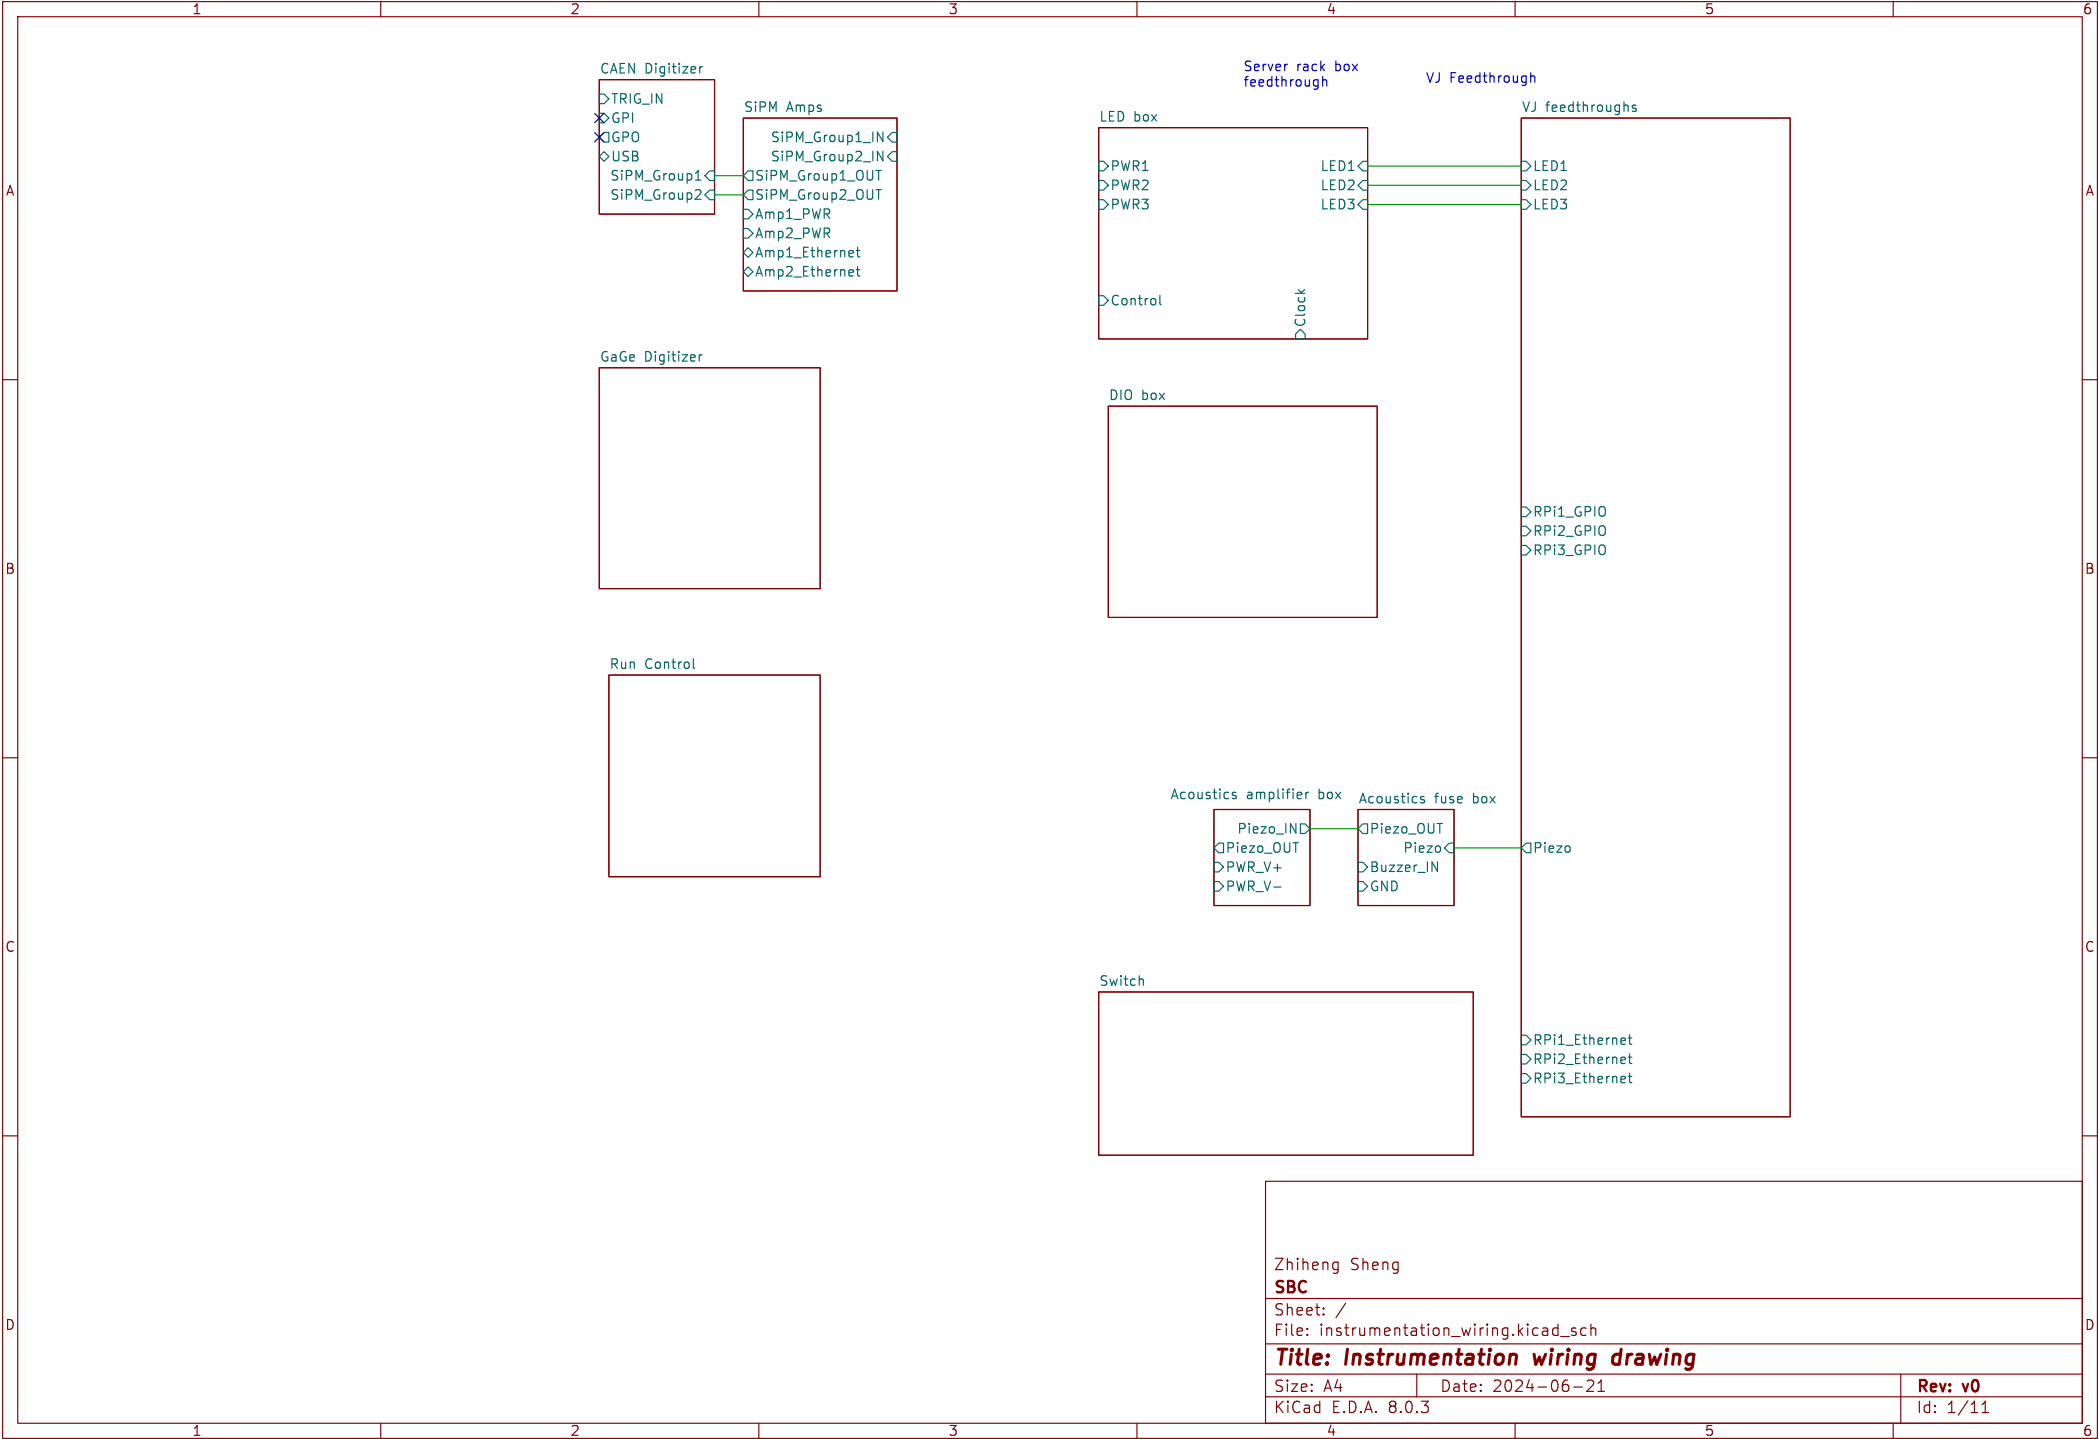 1 2 3 4 5 6
CAEN Digitizer
TRIG_IN
GPI
GPO
USB
SiPM_Group1
SiPM_Group2
SiPM Amps
SiPM_Group1_IN
SiPM_Group2_IN
SiPM_Group1_OUT
SiPM_Group2_OUT
Amp1_PWR
Amp2_PWR
Amp1_Ethernet
Amp2_Ethernet
Server rack box
feedthrough
VJ Feedthrough
LED box
PWR1
PWR2
PWR3
LED1
LED2
LED3
Control
Clock
VJ feedthroughs
LED1
LED2
LED3
RPi1_GPIO
RPi2_GPIO
RPi3_GPIO
Piezo
RPi1_Ethernet
RPi2_Ethernet
RPi3_Ethernet
A A
GaGe Digitizer
DIO box
B B
Run Control
Acoustics amplifier box
Piezo_IN
Piezo_OUT
PWR_V+
PWR_V-
Acoustics fuse box
Piezo_OUT
Piezo
Buzzer_IN
GND
C C
Switch
Zhiheng Sheng
SBC
Sheet: /
File: instrumentation_wiring.kicad_sch
Title: Instrumentation wiring drawing
Size: A4 Date: 2024-06-21 Rev: v0
KiCad E.D.A. 8.0.3 Id: 1/11
D D
1 2 3 4 5 6